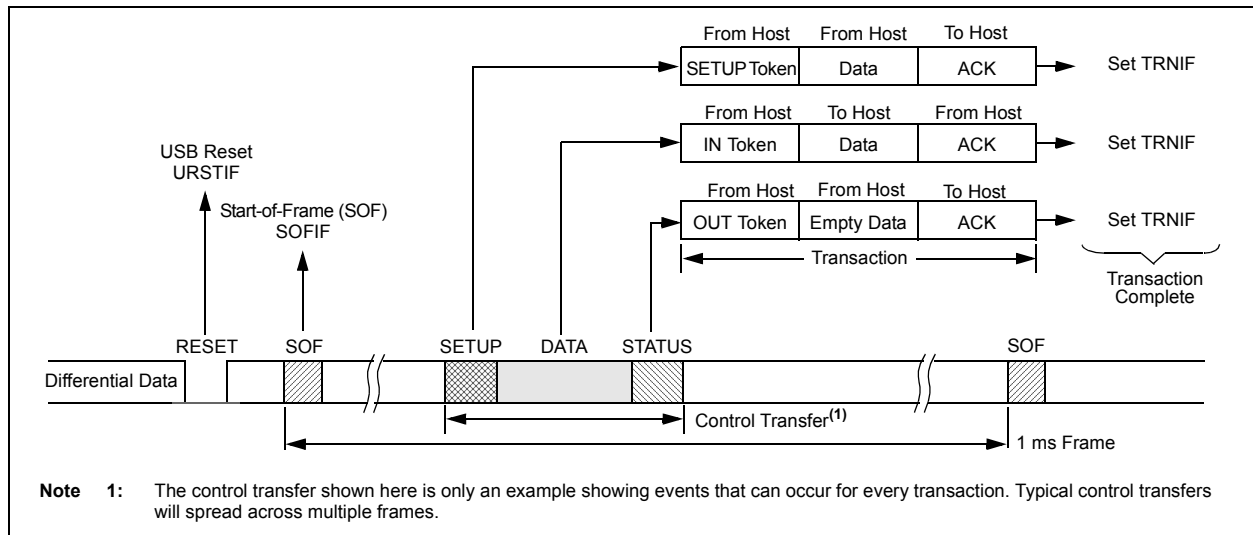 From Host From Host To Host
SETUP Token Data ACK Set TRNIF
From Host To Host From Host
IN Token Data ACK Set TRNIF
USB Reset
URSTIF
From Host From Host To Host
Start-of-Frame (SOF)
SOFIF
OUT Token Empty Data ACK Set TRNIF
Transaction
Transaction
Complete
RESET SOF SETUP DATA STATUS SOF
Differential Data
Control Transfer(1)
1 ms Frame
Note 1: The control transfer shown here is only an example showing events that can occur for every transaction. Typical control transfers
will spread across multiple frames.